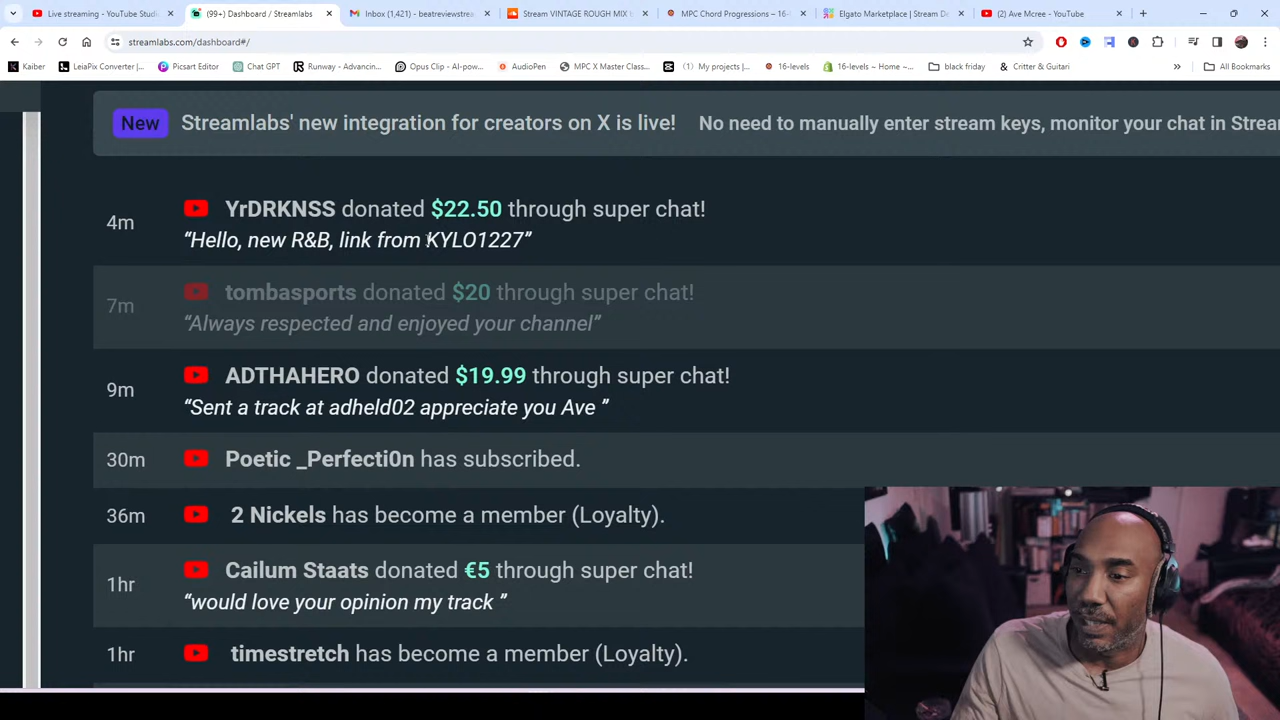 Live streaming - YouTube Studio
(99+) Dashboard / Streamlabs
Inbox (1,421) - beatreviewstream
Stream VINTAGE ROUGH MIX
MPC Chord Progressions – 16-l
Elgato Marketplace | Stream De
(2) Ave Mcree - YouTube
streamlabs.com/dashboard#/
Kaiber
LeiaPix Converter |...
Picsart Editor
Chat GPT
Runway - Advancin...
Opus Clip - AI-pow...
AudioPen
MPC X Master Class...
(1) My projects |...
16-levels
16-levels ~ Home ~...
black friday
Critter & Guitari
»
All Bookmarks
New
Streamlabs' new integration for creators on X is live!
No need to manually enter stream keys, monitor your chat in Strea
4m
YrDRKNSS donated $22.50 through super chat!
“Hello, new R&B, link from KYLO1227”
7m
tombasports donated $20 through super chat!
“Always respected and enjoyed your channel”
9m
ADTHAHERO donated $19.99 through super chat!
“Sent a track at adheld02 appreciate you Ave ”
30m
Poetic _Perfecti0n has subscribed.
36m
2 Nickels has become a member (Loyalty).
1hr
Cailum Staats donated €5 through super chat!
“would love your opinion my track ”
1hr
timestretch has become a member (Loyalty).